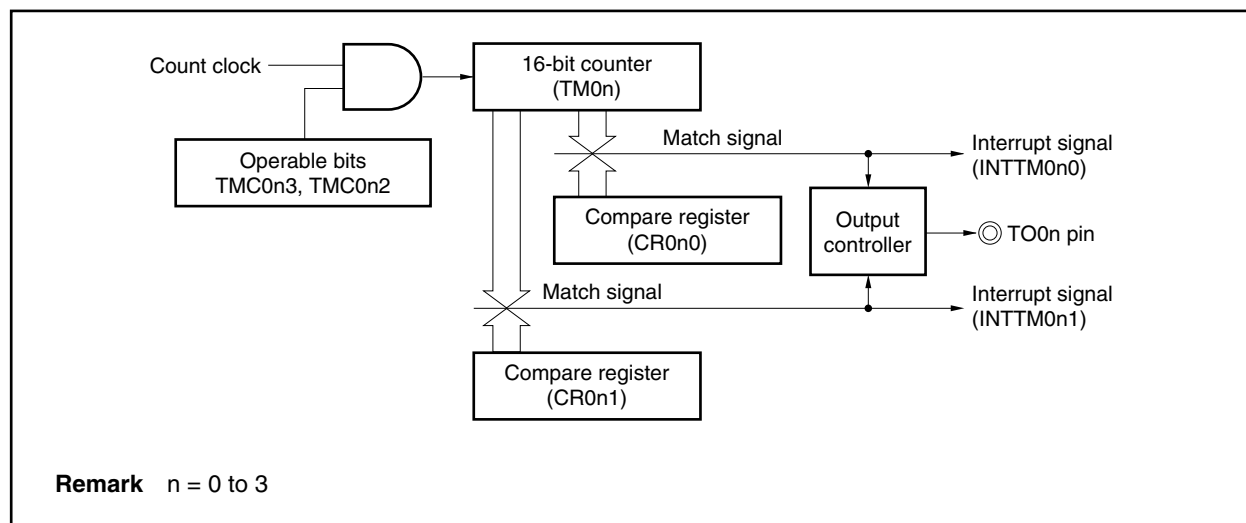 Count clock
16-bit counter
(TM0n)
Operable bits
TMC0n3, TMC0n2
Match signal
Interrupt signal
(INTTM0n0)
Compare register
(CR0n0)
Output
controller
TO0n pin
Match signal
Interrupt signal
(INTTM0n1)
Compare register
(CR0n1)
Remark n = 0 to 3